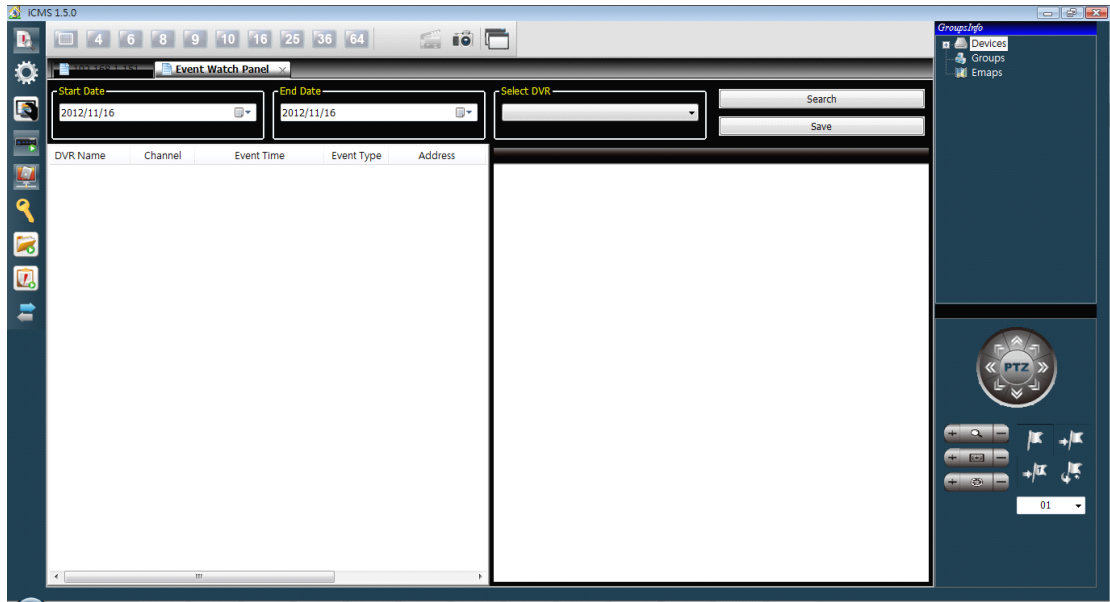 iCMS 1.5.0
4 6 8 9 10 16 25 36 64
Event Watch Panel
Start Date
2012/11/16
End Date
2012/11/16
Select DVR
Search
Save
DVR Name Channel Event Time Event Type Address
GroupsInfo
Devices
Groups
Emaps
PTZ
01